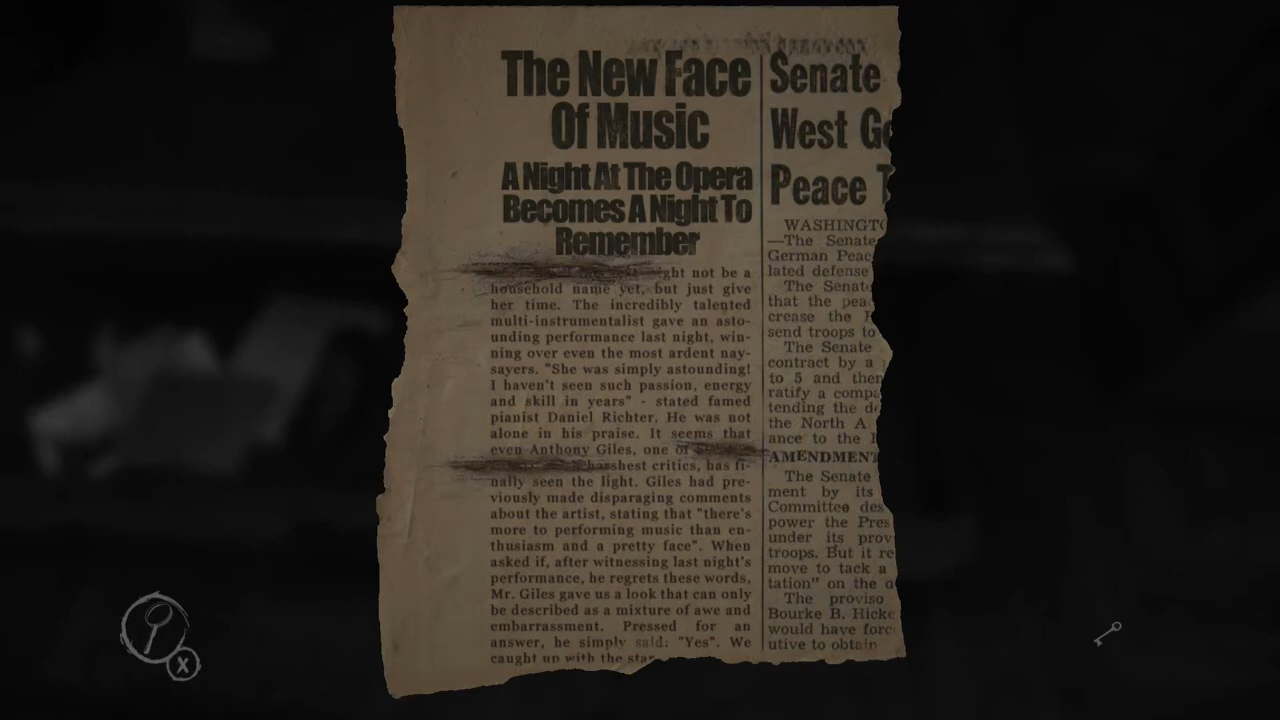 The New Face
Of Music
A Night At The Opera
Becomes A Night To
Remember
ght not be a
household name yet, but just give
her time. The incredibly talented
multi-instrumentalist gave an asto-
unding performance last night, win-
ning over even the most ardent nay-
sayers. "She was simply astounding!
I haven't seen such passion, energy
and skill in years" - stated famed
pianist Daniel Richter. He was not
alone in his praise. It seems that
even Anthony Giles, one of
harshest critics, has fi-
nally seen the light. Giles had pre-
viously made disparaging comments
about the artist, stating that "there's
more to performing music than en-
thusiasm and a pretty face". When
asked if, after witnessing last night's
performance, he regrets these words,
Mr. Giles gave us a look that can only
be described as a mixture of awe and
embarrassment. Pressed for an
answer, he simply said: "Yes". We
caught up with the star
Senate
West Ge
Peace T
WASHINGTO
—The Senate
German Peac
lated defense
The Senate
that the peac
crease the
send troops to
The Senate
contract by a
to 5 and then
ratify a compa
tending the de
the North A
ance to the
AMENDMENT
The Senate
ment by its
Committee des
power the Pres
under its prov
troops. But it re
move to tack a
tation" on the o
The proviso
Bourke B. Hicke
would have forc
utive to obtain
X